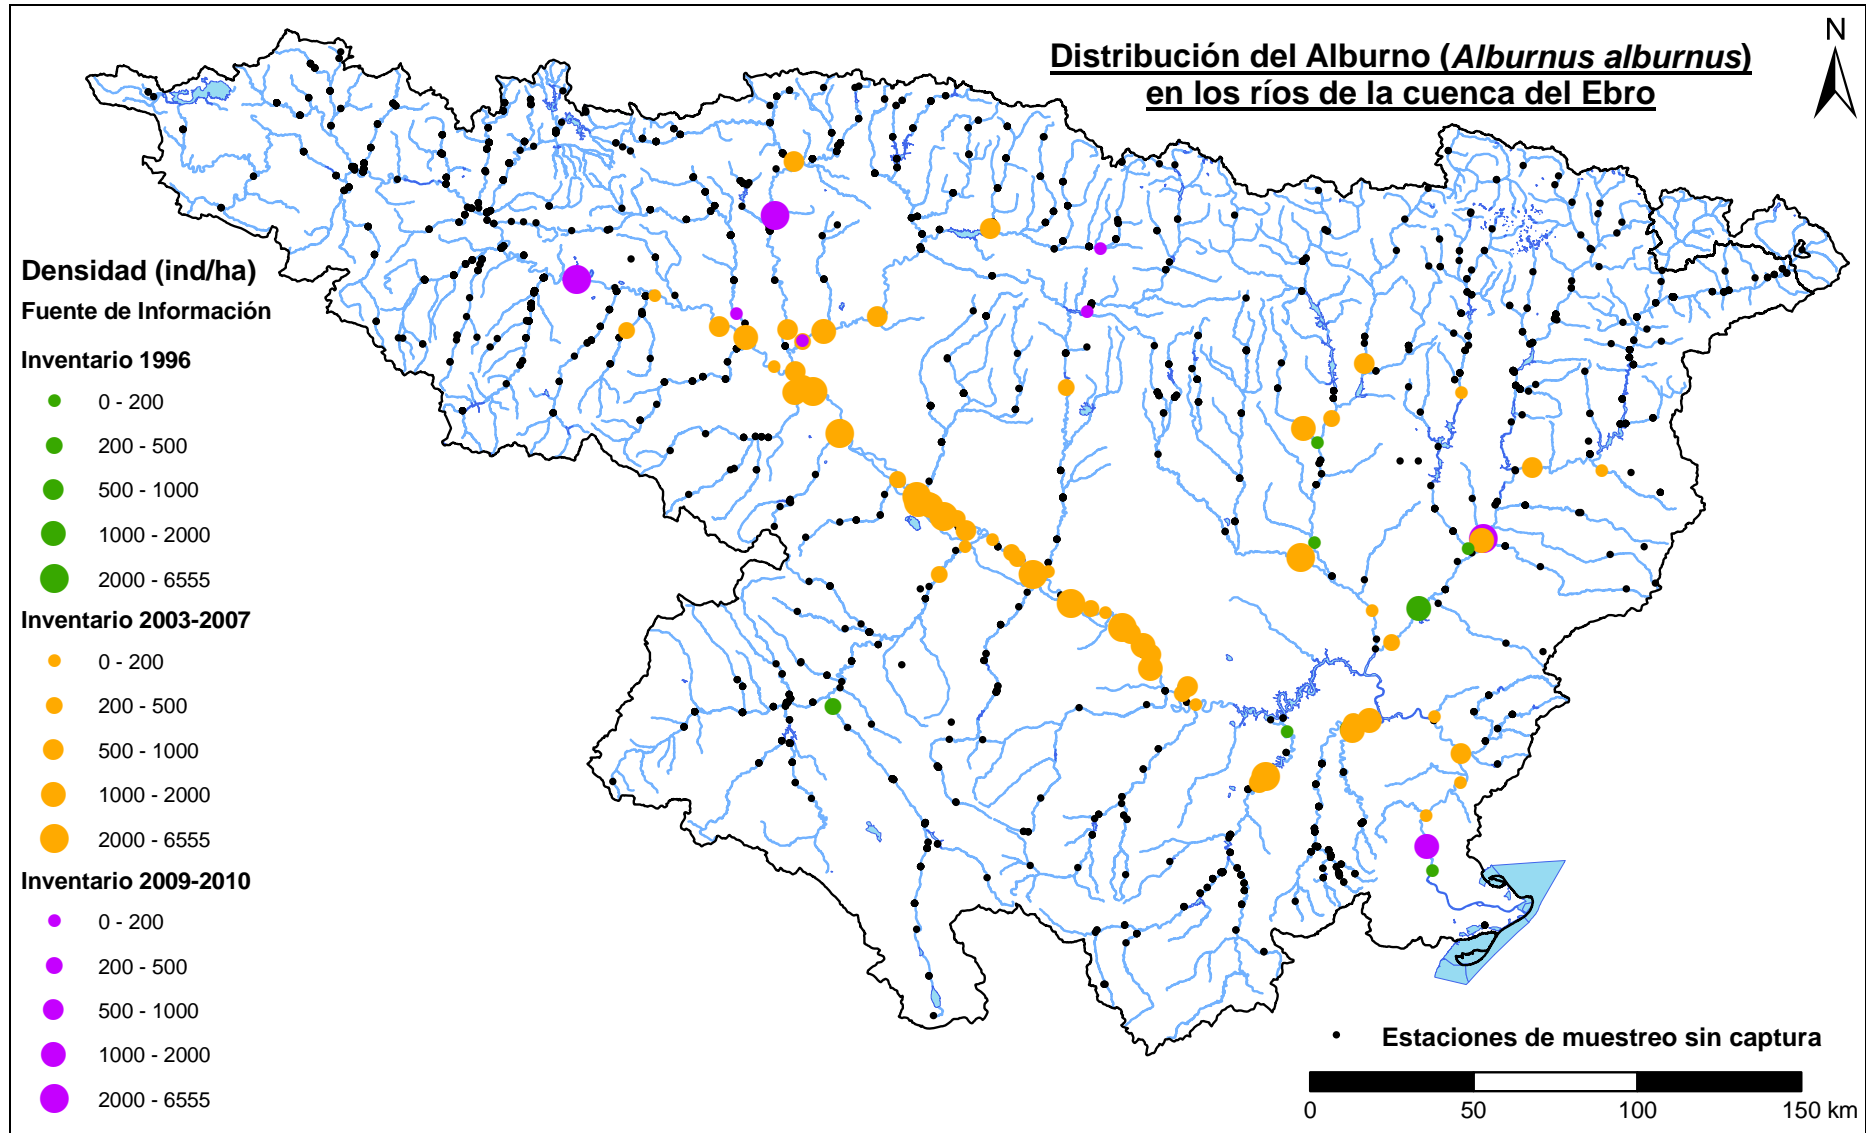 Distribución del Alburno (Alburnus alburnus)
en los ríos de la cuenca del Ebro
N
Densidad (ind/ha)
Fuente de Información
Inventario 1996
0 - 200
200 - 500
500 - 1000
1000 - 2000
2000 - 6555
Inventario 2003-2007
0 - 200
200 - 500
500 - 1000
1000 - 2000
2000 - 6555
Inventario 2009-2010
0 - 200
200 - 500
500 - 1000
1000 - 2000
2000 - 6555
Estaciones de muestreo sin captura
0 50 100 150 km